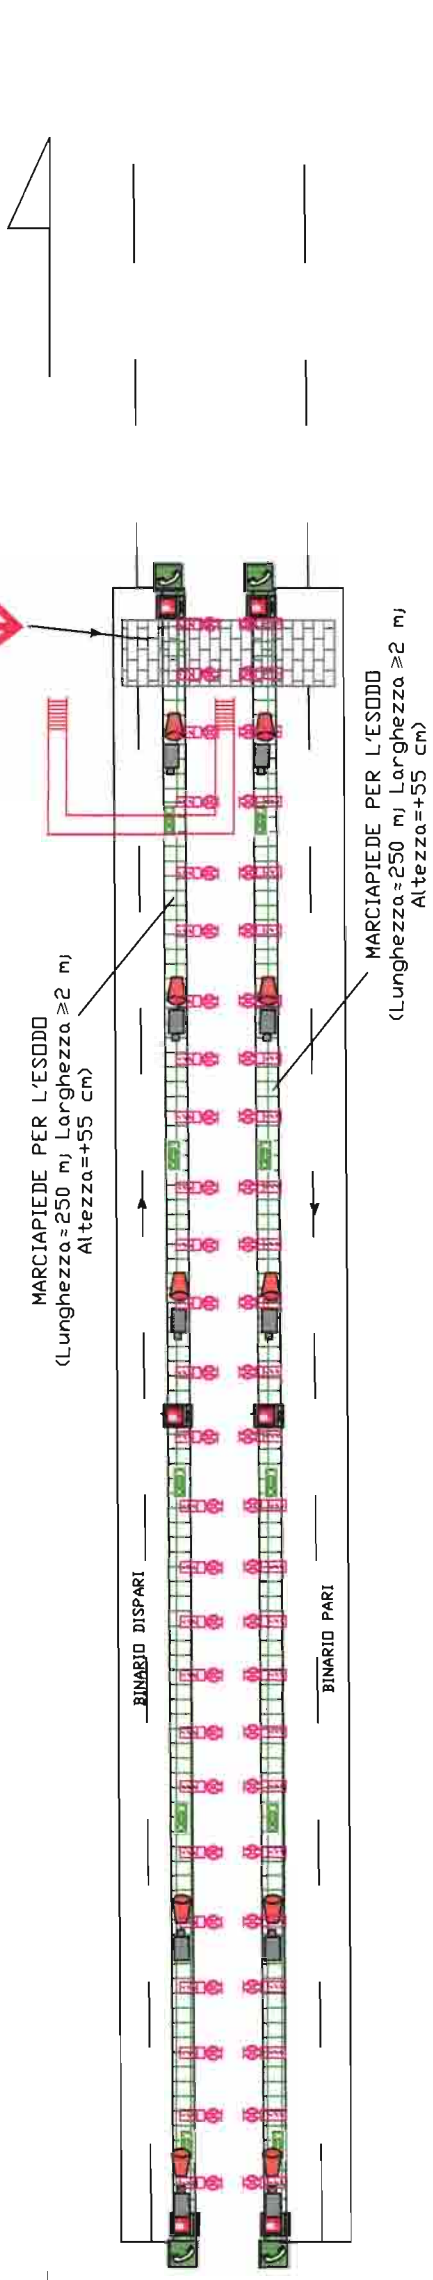 MARCIAPIEDE PER L'ESODO
(Lunghezza≈250 m; Larghezza ≥2 m;
Altezza=+55 cm)
MARCIAPIEDE PER L'ESODO
(Lunghezza≈250 m; Larghezza ≥2 m;
Altezza=+55 cm)
BINARIO DISPARI
BINARIO PARI